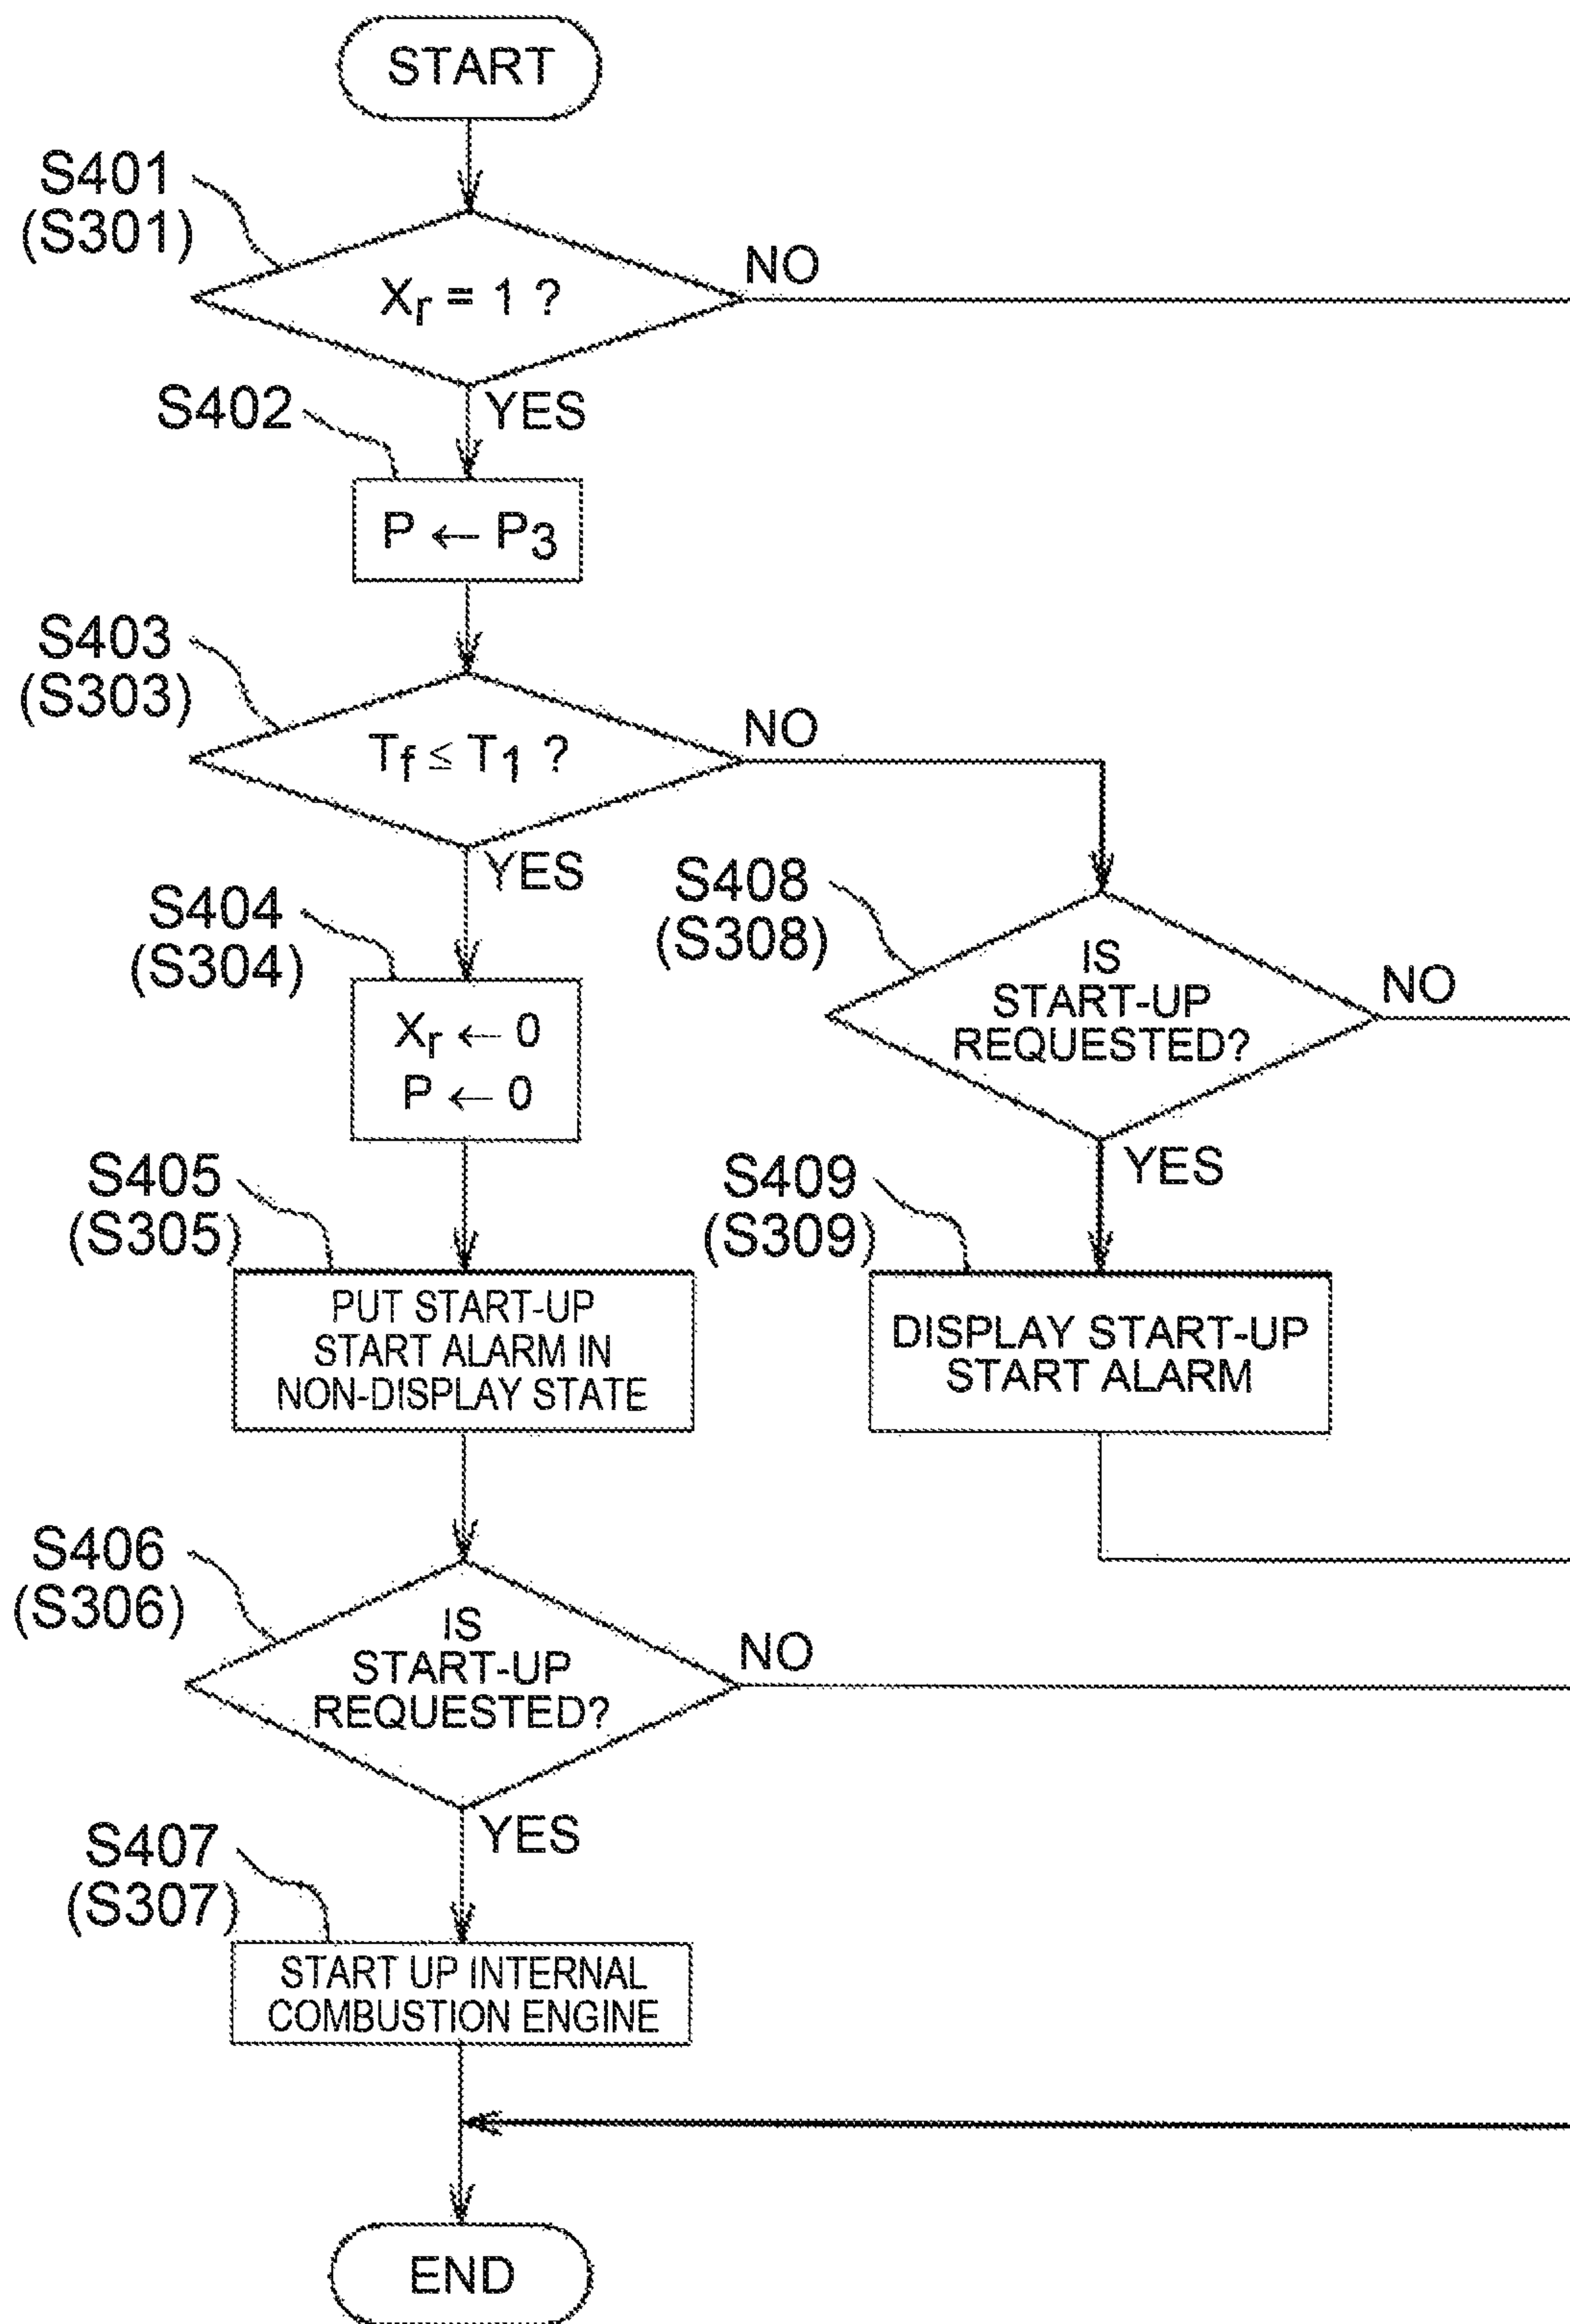 START
S401
(S301)
Xr = 1 ?
NO
YES
S402
P ← P3
S403
(S303)
Tf ≤ T1 ?
NO
YES
S404
(S304)
Xr ← 0
P ← 0
S408
(S308)
IS
START-UP
REQUESTED?
NO
YES
S405
(S305)
PUT START-UP
START ALARM IN
NON-DISPLAY STATE
S409
(S309)
DISPLAY START-UP
START ALARM
S406
(S306)
IS
START-UP
REQUESTED?
NO
YES
S407
(S307)
START UP INTERNAL
COMBUSTION ENGINE
END